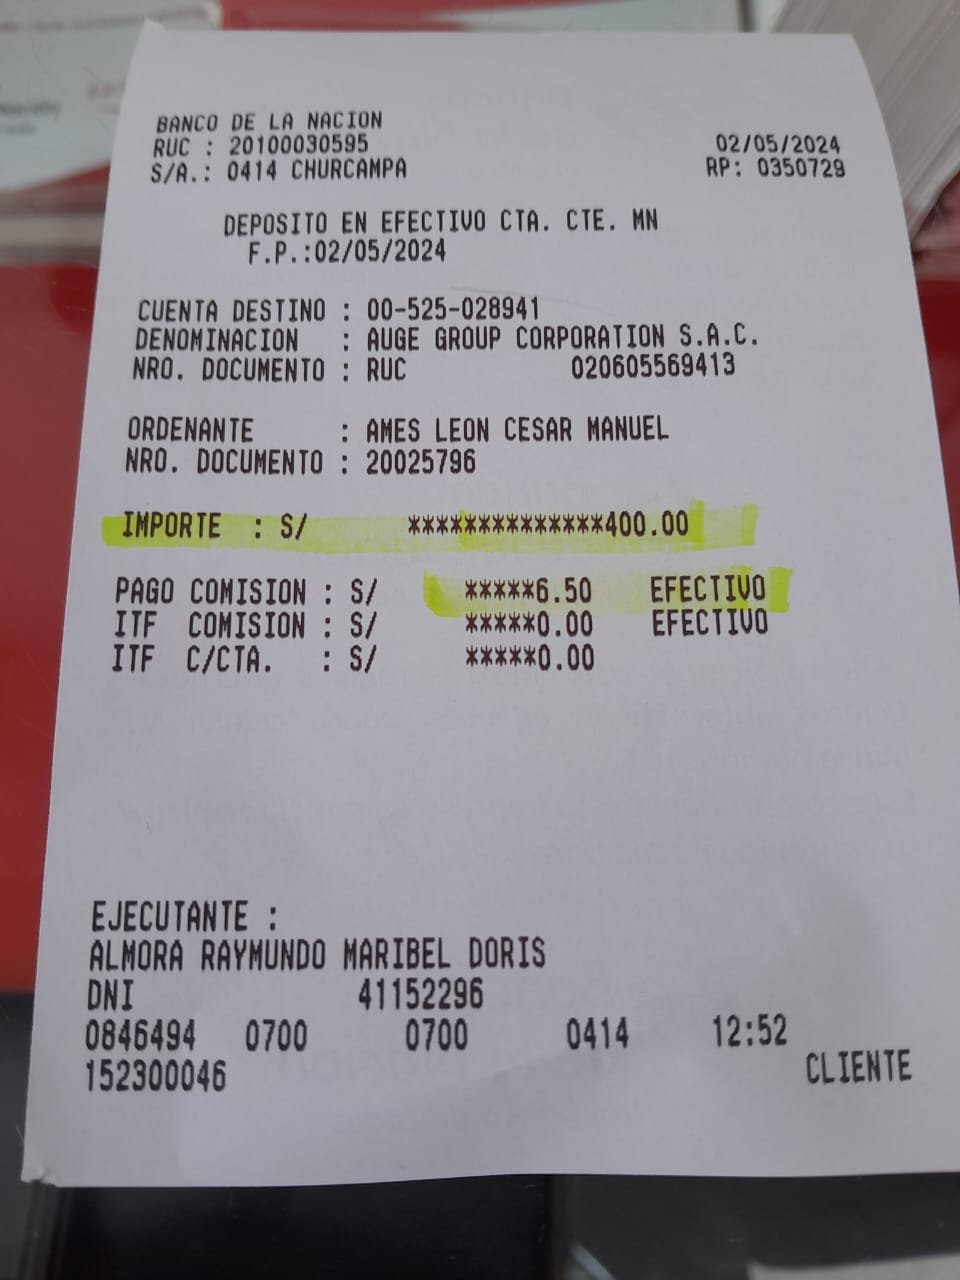 BANCO DE LA NACION
RUC : 20100030595 02/05/2024
S/A.: 0414 CHURCAMPA RP: 0350729
DEPOSITO EN EFECTIVO CTA. CTE. MN
F.P.:02/05/2024
CUENTA DESTINO : 00-525-028941
DENOMINACION : AUGE GROUP CORPORATION S.A.C.
NRO. DOCUMENTO : RUC 020605569413
ORDENANTE : AMES LEON CESAR MANUEL
NRO. DOCUMENTO : 20025796
IMPORTE : S/ **************400.00
PAGO COMISION : S/ *****6.50 EFECTIVO
ITF COMISION : S/ *****0.00 EFECTIVO
ITF C/CTA. : S/ *****0.00
EJECUTANTE :
ALMORA RAYMUNDO MARIBEL DORIS
DNI 41152296
0846494 0700 0700 0414 12:52
152300046 CLIENTE